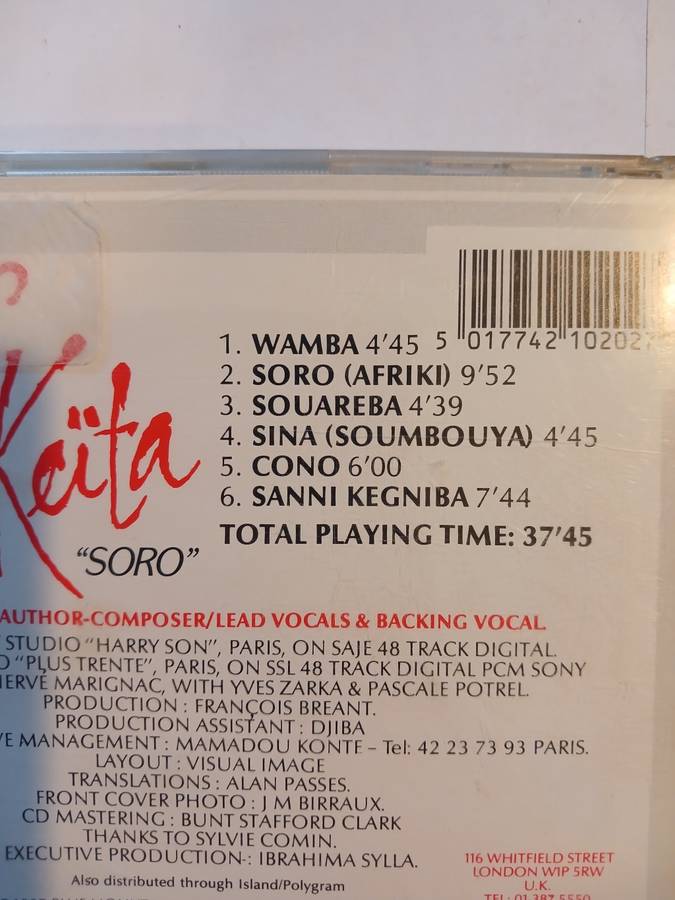 1. WAMBA 4'45
5 017742 102027
2. SORO (AFRIKI) 9'52
3. SOUAREBA 4'39
4. SINA (SOUMBOUYA) 4'45
5. CONO 6'00
6. SANNI KEGNIBA 7'44
TOTAL PLAYING TIME: 37'45
Keïta
"SORO"
AUTHOR-COMPOSER/LEAD VOCALS & BACKING VOCAL.
STUDIO "HARRY SON", PARIS, ON SAJE 48 TRACK DIGITAL.
"PLUS TRENTE", PARIS, ON SSL 48 TRACK DIGITAL PCM SONY
MARIGNAC, WITH YVES ZARKA & PASCALE POTREL.
PRODUCTION : FRANÇOIS BREANT.
PRODUCTION ASSISTANT : DJIBA
MANAGEMENT : MAMADOU KONTE – Tel: 42 23 73 93 PARIS.
LAYOUT : VISUAL IMAGE
TRANSLATIONS : ALAN PASSES.
FRONT COVER PHOTO : J M BIRRAUX.
CD MASTERING : BUNT STAFFORD CLARK
THANKS TO SYLVIE COMIN.
EXECUTIVE PRODUCTION-: IBRAHIMA SYLLA.
Also distributed through Island/Polygram
116 WHITFIELD STREET
LONDON WIP 5RW
U.K.
TEL: 01 387 5550